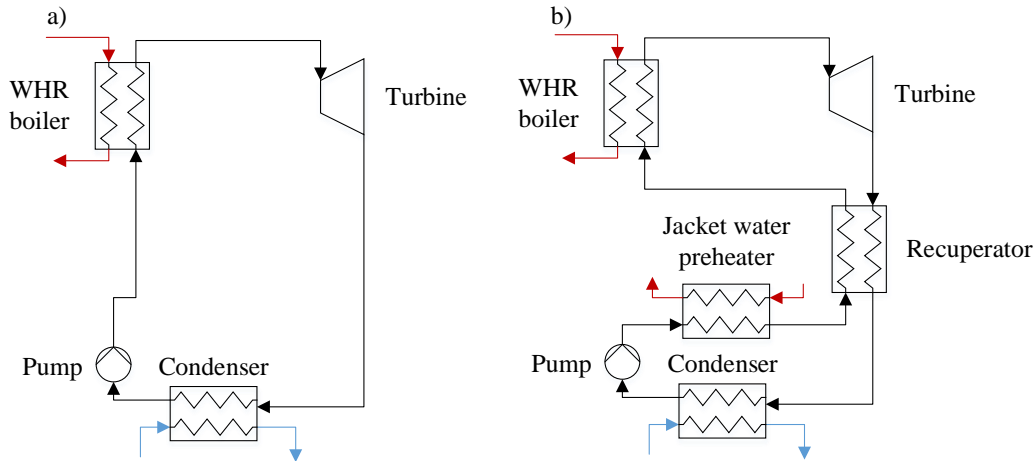 a)
WHR
boiler
Turbine
Pump
Condenser
b)
WHR
boiler
Turbine
Recuperator
Jacket water
preheater
Pump
Condenser